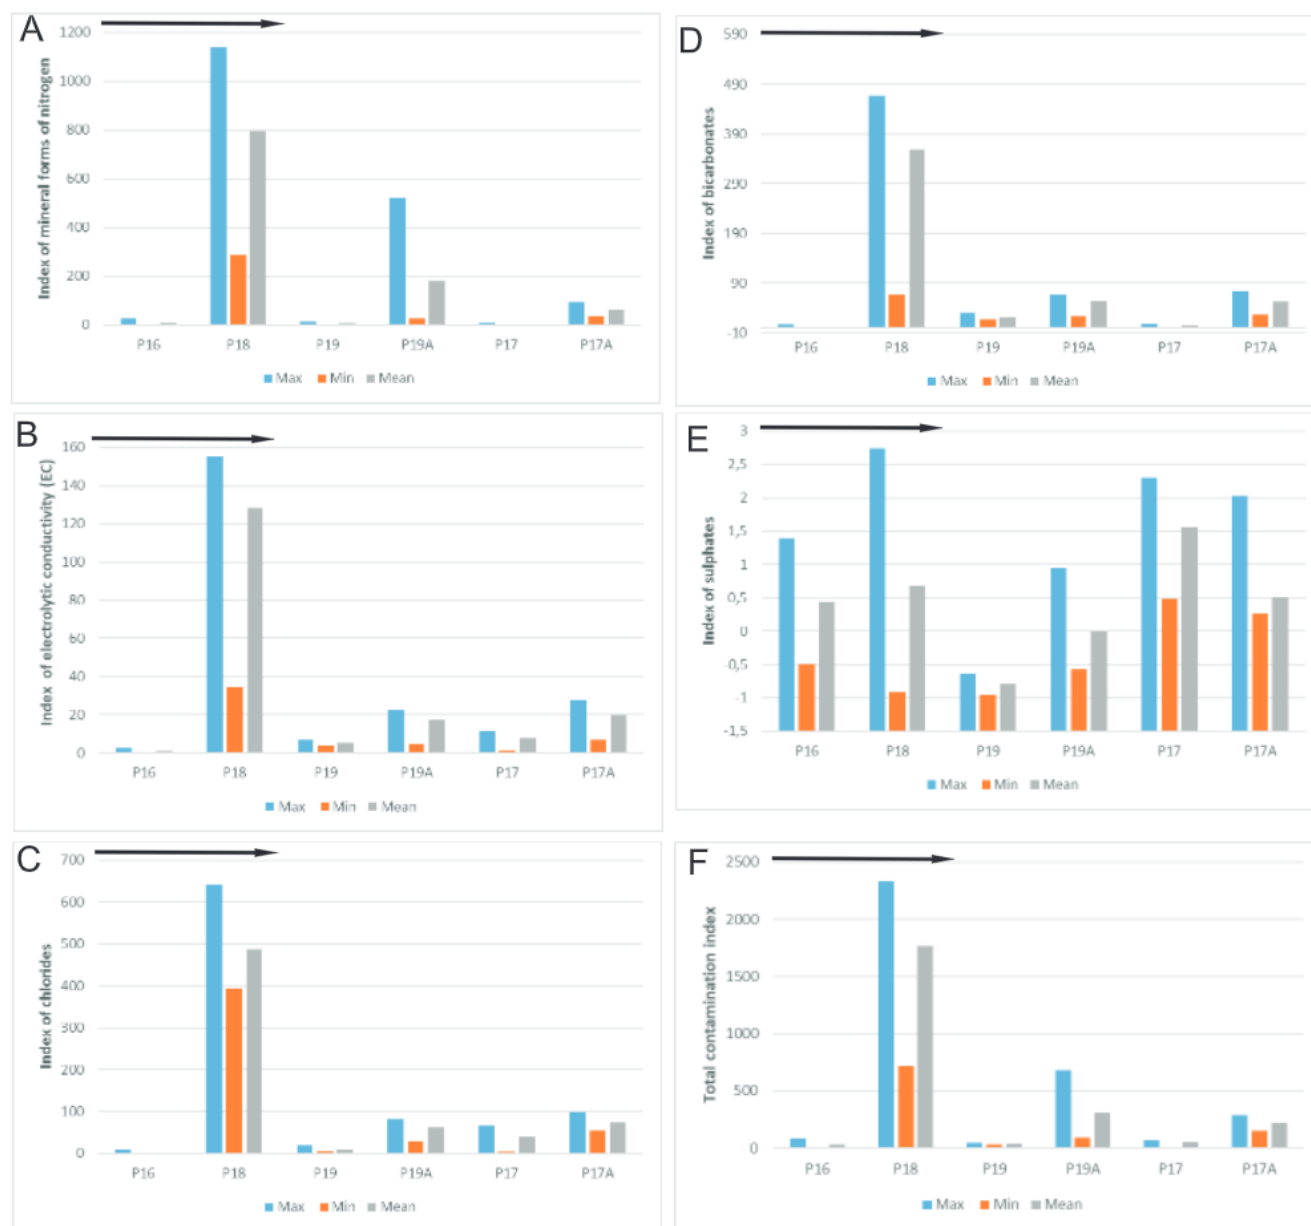 A
Index of mineral forms of nitrogen
1200
1000
800
600
400
200
0
P16 P18 P19 P19A P17 P17A
Max Min Mean
B
Index of electrolytic conductivity (EC)
160
140
120
100
80
60
40
20
0
P16 P18 P19 P19A P17 P17A
Max Min Mean
C
Index of chlorides
700
600
500
400
300
200
100
0
P16 P18 P19 P19A P17 P17A
Max Min Mean
D
Index of bicarbonates
590
490
390
290
190
90
-10
P16 P18 P19 P19A P17 P17A
Max Min Mean
E
Index of sulphates
3
2,5
2
1,5
1
0,5
0
-0,5
-1
-1,5
P16 P18 P19 P19A P17 P17A
Max Min Mean
F
Total contamination index
2500
2000
1500
1000
500
0
P16 P18 P19 P19A P17 P17A
Max Min Mean